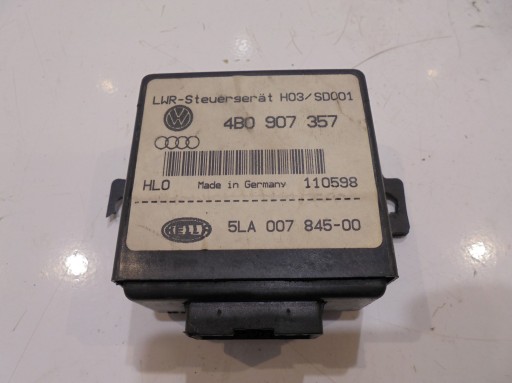 LWR-Steuergerät H03/SD001
4B0 907 357
HLO Made in Germany 110598
HELLA 5LA 007 845-00